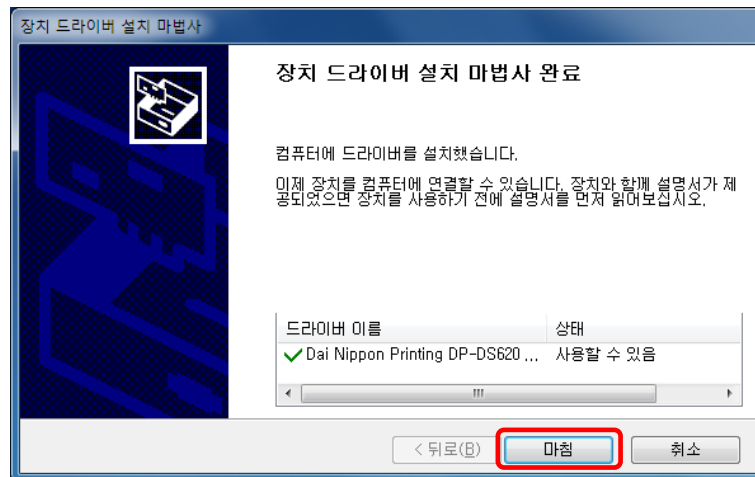 장치 드라이버 설치 마법사
장치 드라이버 설치 마법사 완료
컴퓨터에 드라이버를 설치했습니다.
이제 장치를 컴퓨터에 연결할 수 있습니다. 장치와 함께 설명서가 제
공되었으면 장치를 사용하기 전에 설명서를 먼저 읽어보십시오.
드라이버 이름 상태
Dai Nippon Printing DP-DS620 ... 사용할 수 있음
< 뒤로(B) 마침 취소